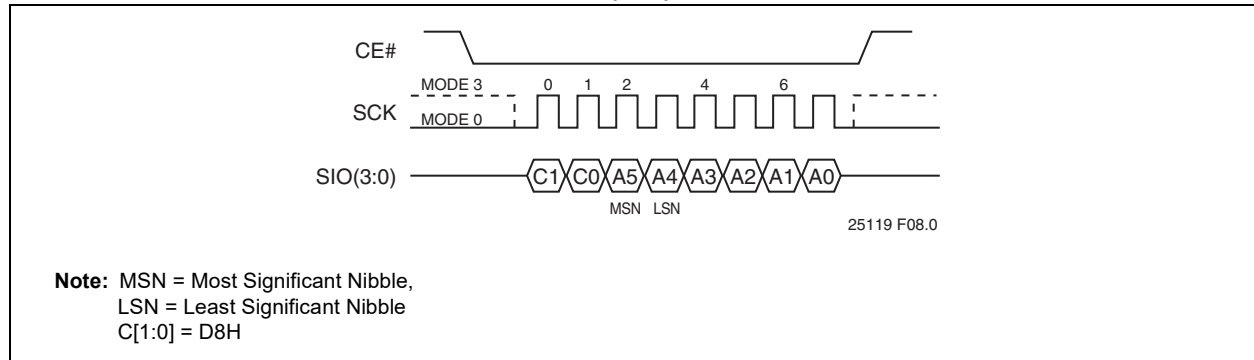 CE#
MODE 3 0 1 2 4 6
SCK
MODE 0
SIO(3:0) C1 C0 A5 A4 A3 A2 A1 A0
MSN LSN
25119 F08.0
Note: MSN = Most Significant Nibble,
LSN = Least Significant Nibble
C[1:0] = D8H